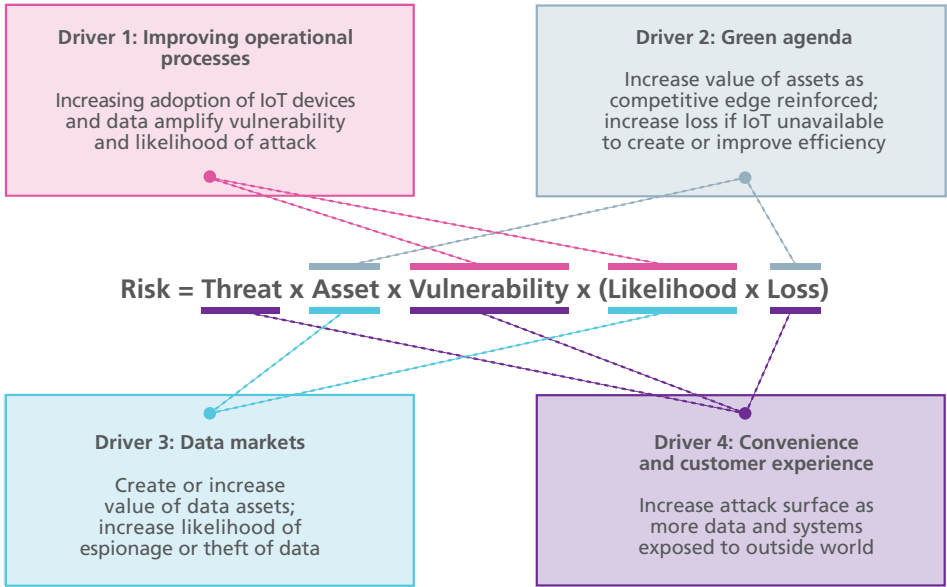 Driver 1: Improving operational
processes
Increasing adoption of IoT devices
and data amplify vulnerability
and likelihood of attack
Driver 2: Green agenda
Increase value of assets as
competitive edge reinforced;
increase loss if IoT unavailable
to create or improve efficiency
Risk = Threat x Asset x Vulnerability x (Likelihood x Loss)
Driver 3: Data markets
Create or increase
value of data assets;
increase likelihood of
espionage or theft of data
Driver 4: Convenience
and customer experience
Increase attack surface as
more data and systems
exposed to outside world